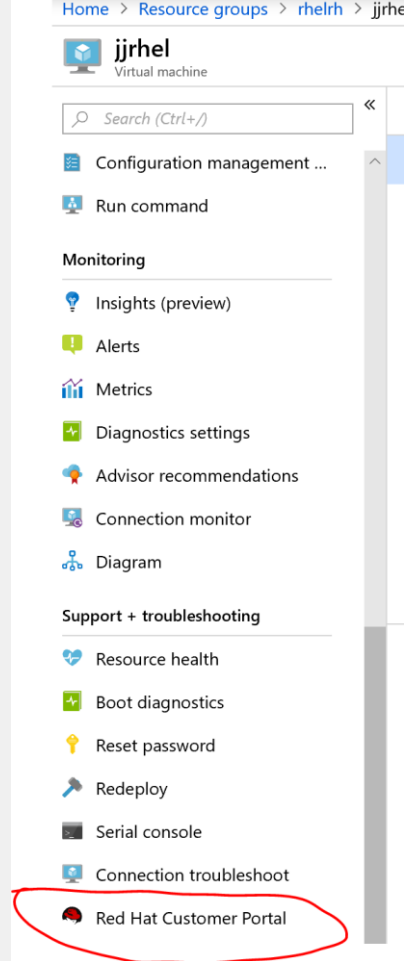 Home > Resource groups > rhelrh > jjrhe
jjrhel
Virtual machine
«
Search (Ctrl+/)
Configuration management ...
Run command
Monitoring
Insights (preview)
Alerts
Metrics
Diagnostics settings
Advisor recommendations
Connection monitor
Diagram
Support + troubleshooting
Resource health
Boot diagnostics
Reset password
Redeploy
Serial console
Connection troubleshoot
Red Hat Customer Portal